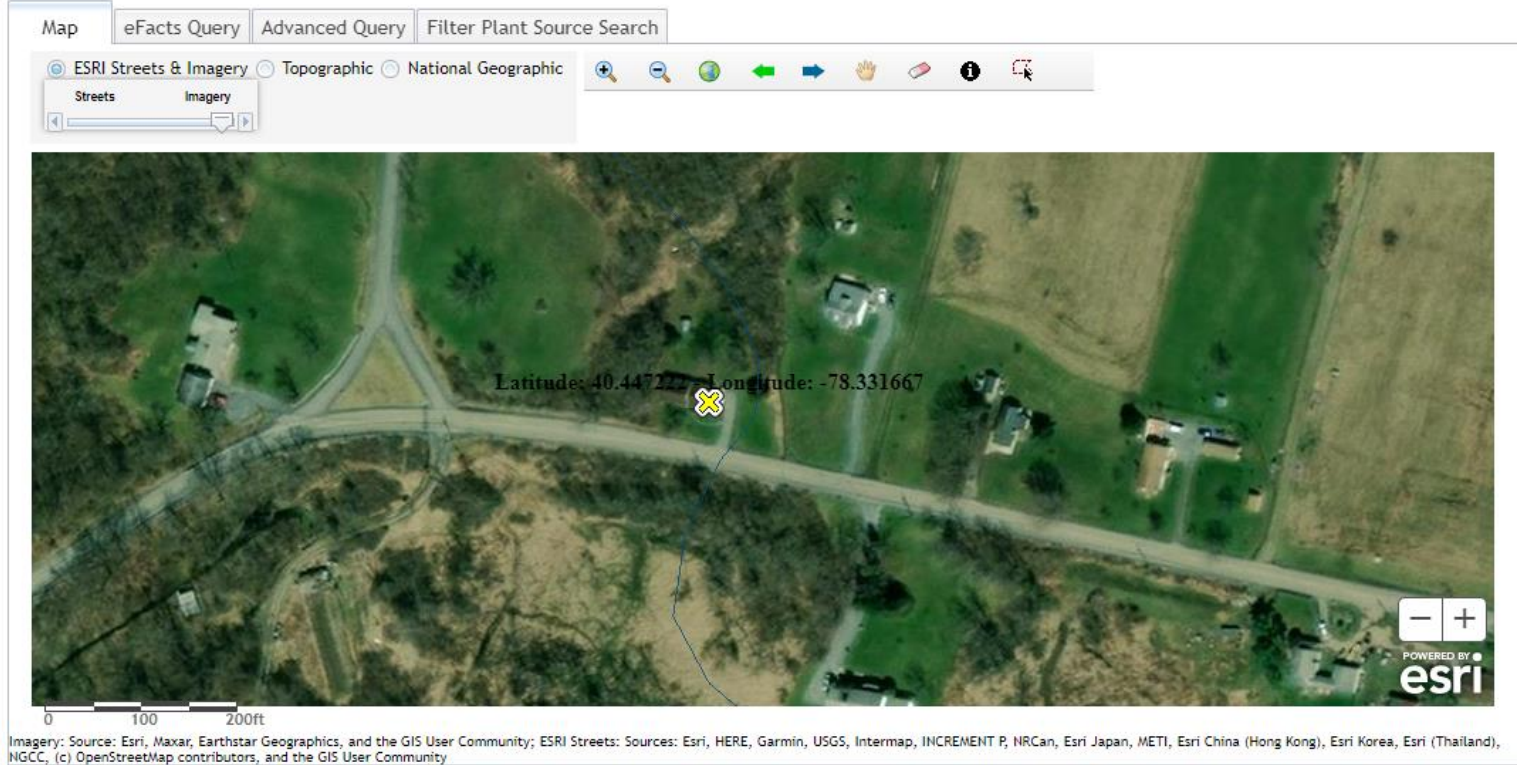 Map eFacts Query Advanced Query Filter Plant Source Search
ESRI Streets & Imagery Topographic National Geographic
Streets Imagery
Latitude: 40.447222 - Longitude: -78.331667
POWERED BY
esri
0 100 200ft
Imagery: Source: Esri, Maxar, Earthstar Geographics, and the GIS User Community; ESRI Streets: Sources: Esri, HERE, Garmin, USGS, Intermap, INCREMENT P, NRCan, Esri Japan, METI, Esri China (Hong Kong), Esri Korea, Esri (Thailand),
NGCC, (c) OpenStreetMap contributors, and the GIS User Community